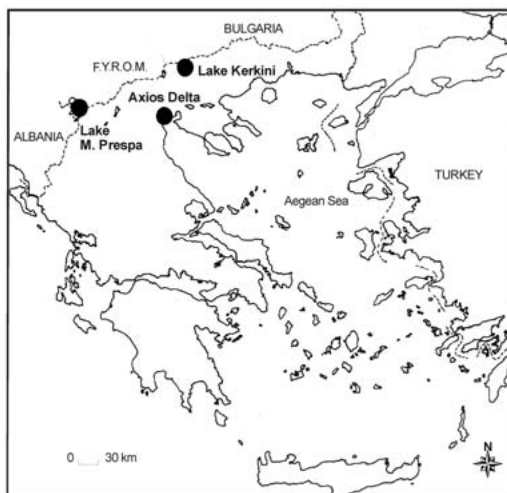 BULGARIA
F.Y.R.O.M.
Lake Kerkini
Axios Delta
ALBANIA
Lake
M. Prespa
TURKEY
Aegean Sea
0 30 km
N